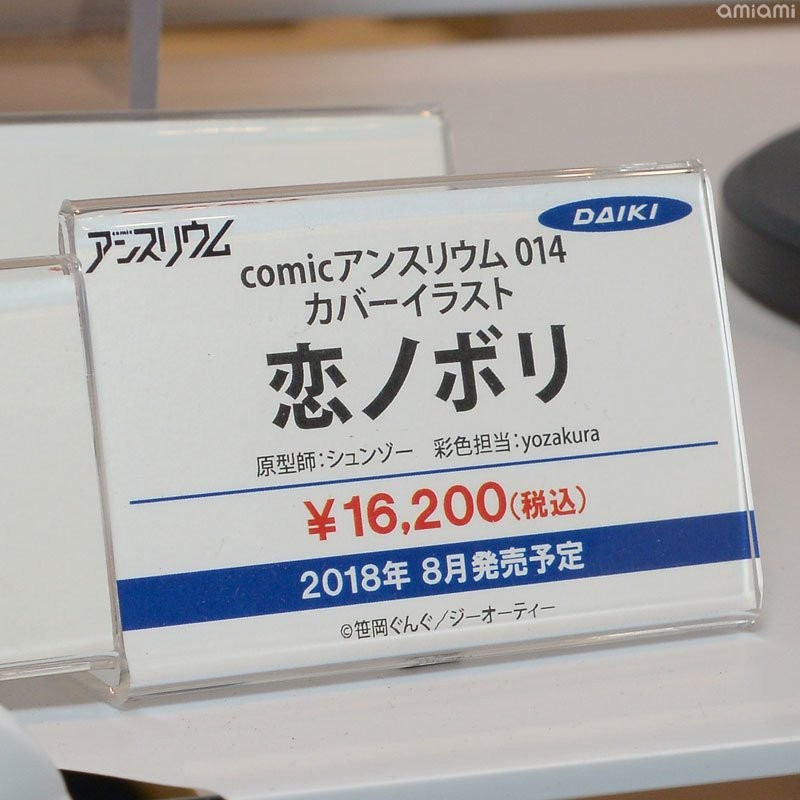 amiami
comic
アンスリウム
DAIKI
comicアンスリウム 014
カバーイラスト
恋ノボリ
原型師：シュンゾー　彩色担当：yozakura
￥16,200(税込)
2018年 8月発売予定
©笹岡ぐんぐ／ジーオーティー